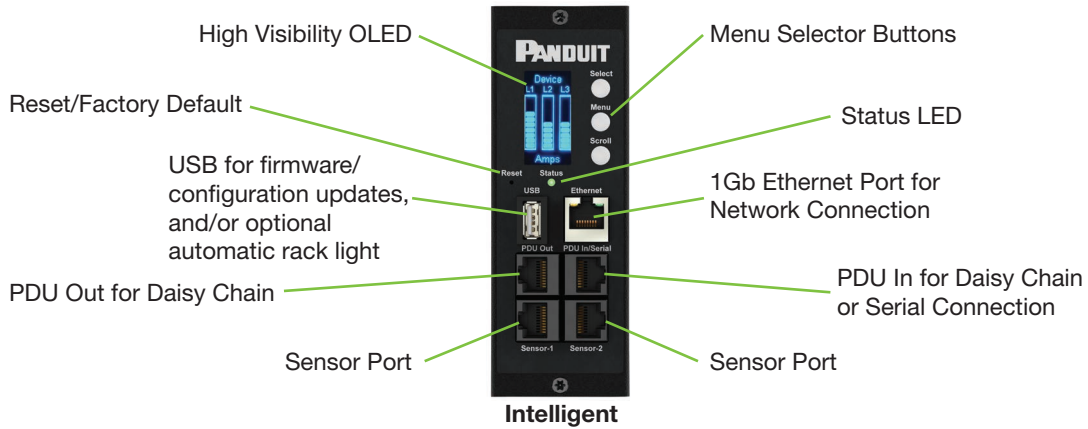 High Visibility OLED
Menu Selector Buttons
Reset/Factory Default
Status LED
USB for firmware/
configuration updates,
and/or optional
automatic rack light
1Gb Ethernet Port for
Network Connection
PDU Out for Daisy Chain
PDU In for Daisy Chain
or Serial Connection
Sensor Port
Sensor Port
PANDUIT
Device
L1 L2 L3
Amps
Select
Menu
Scroll
Reset
Status
USB
Ethernet
PDU Out
PDU In/Serial
Sensor-1
Sensor-2
Intelligent